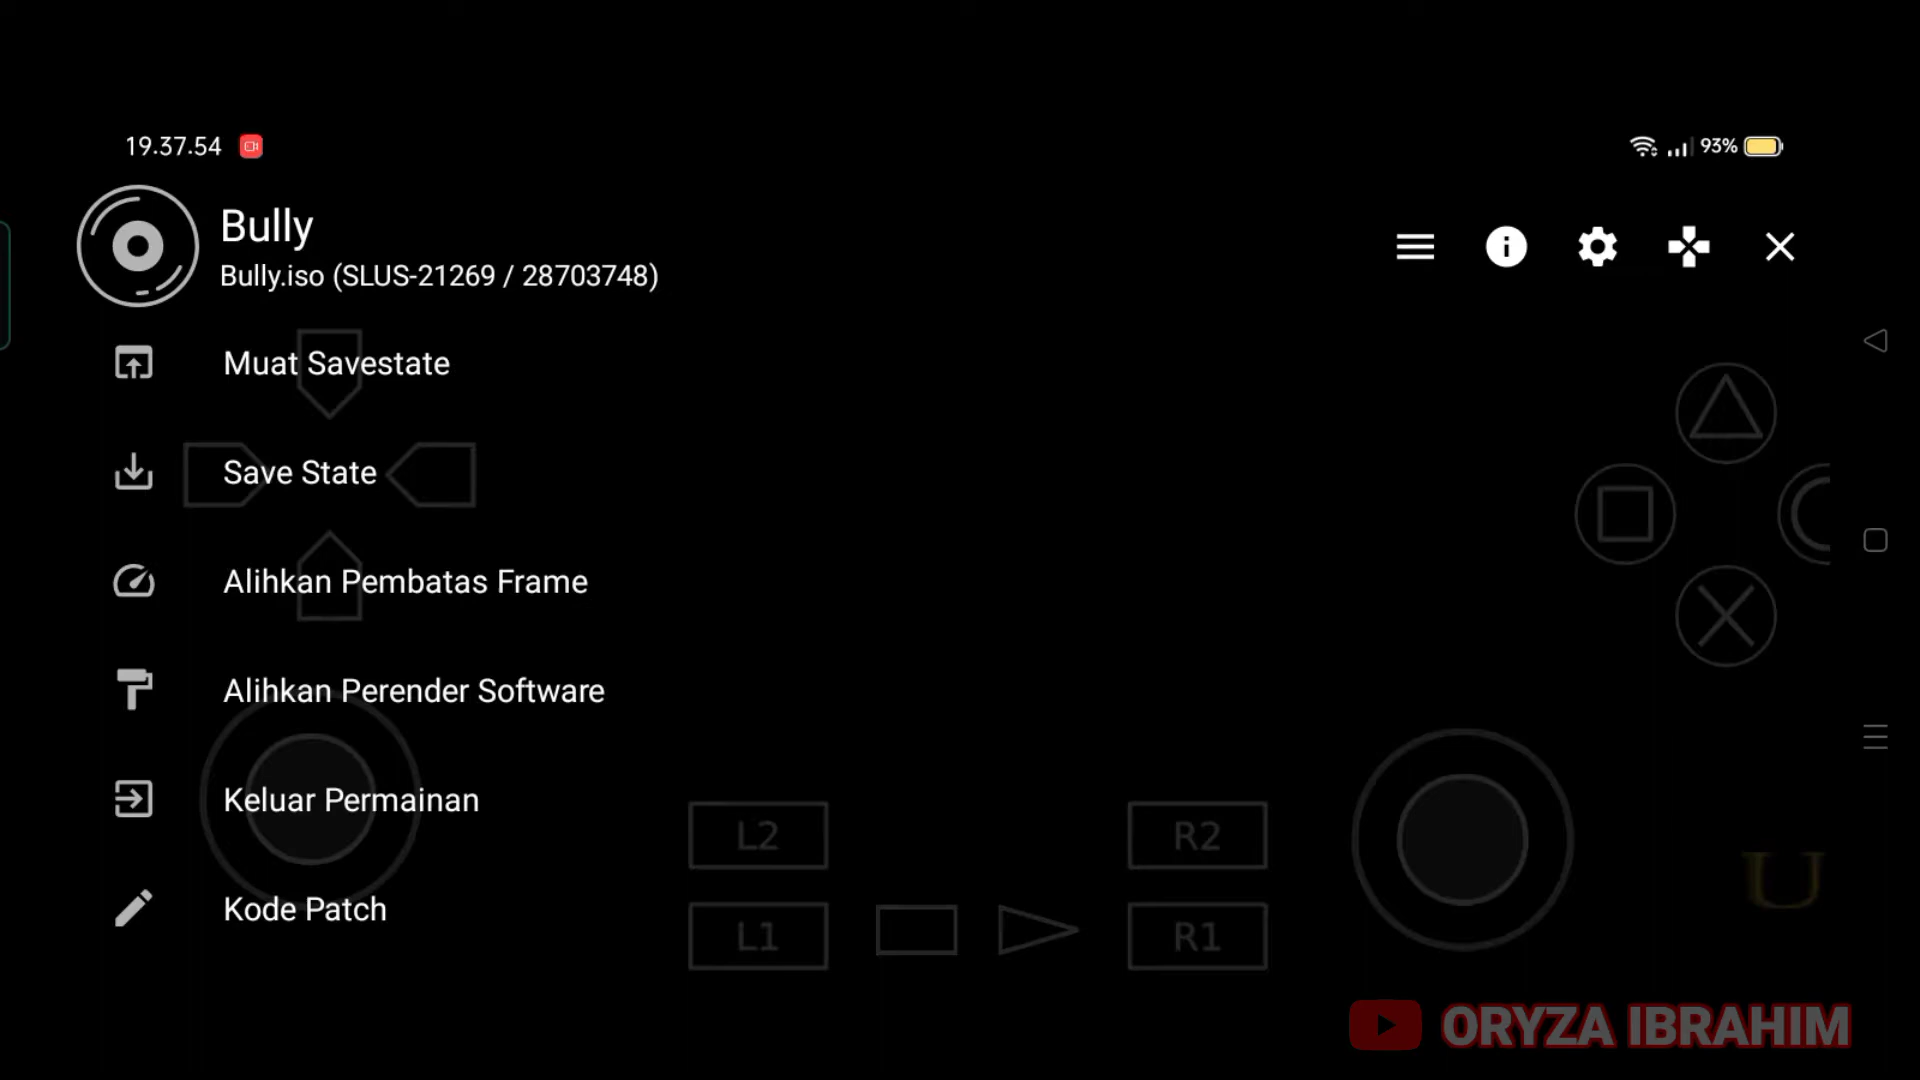 19.37.54
93%
Bully
Bully.iso (SLUS-21269 / 28703748)
Muat Savestate
Save State
Alihkan Pembatas Frame
Alihkan Perender Software
Keluar Permainan
Kode Patch
L2
R2
L1
R1
U
ORYZA IBRAHIM